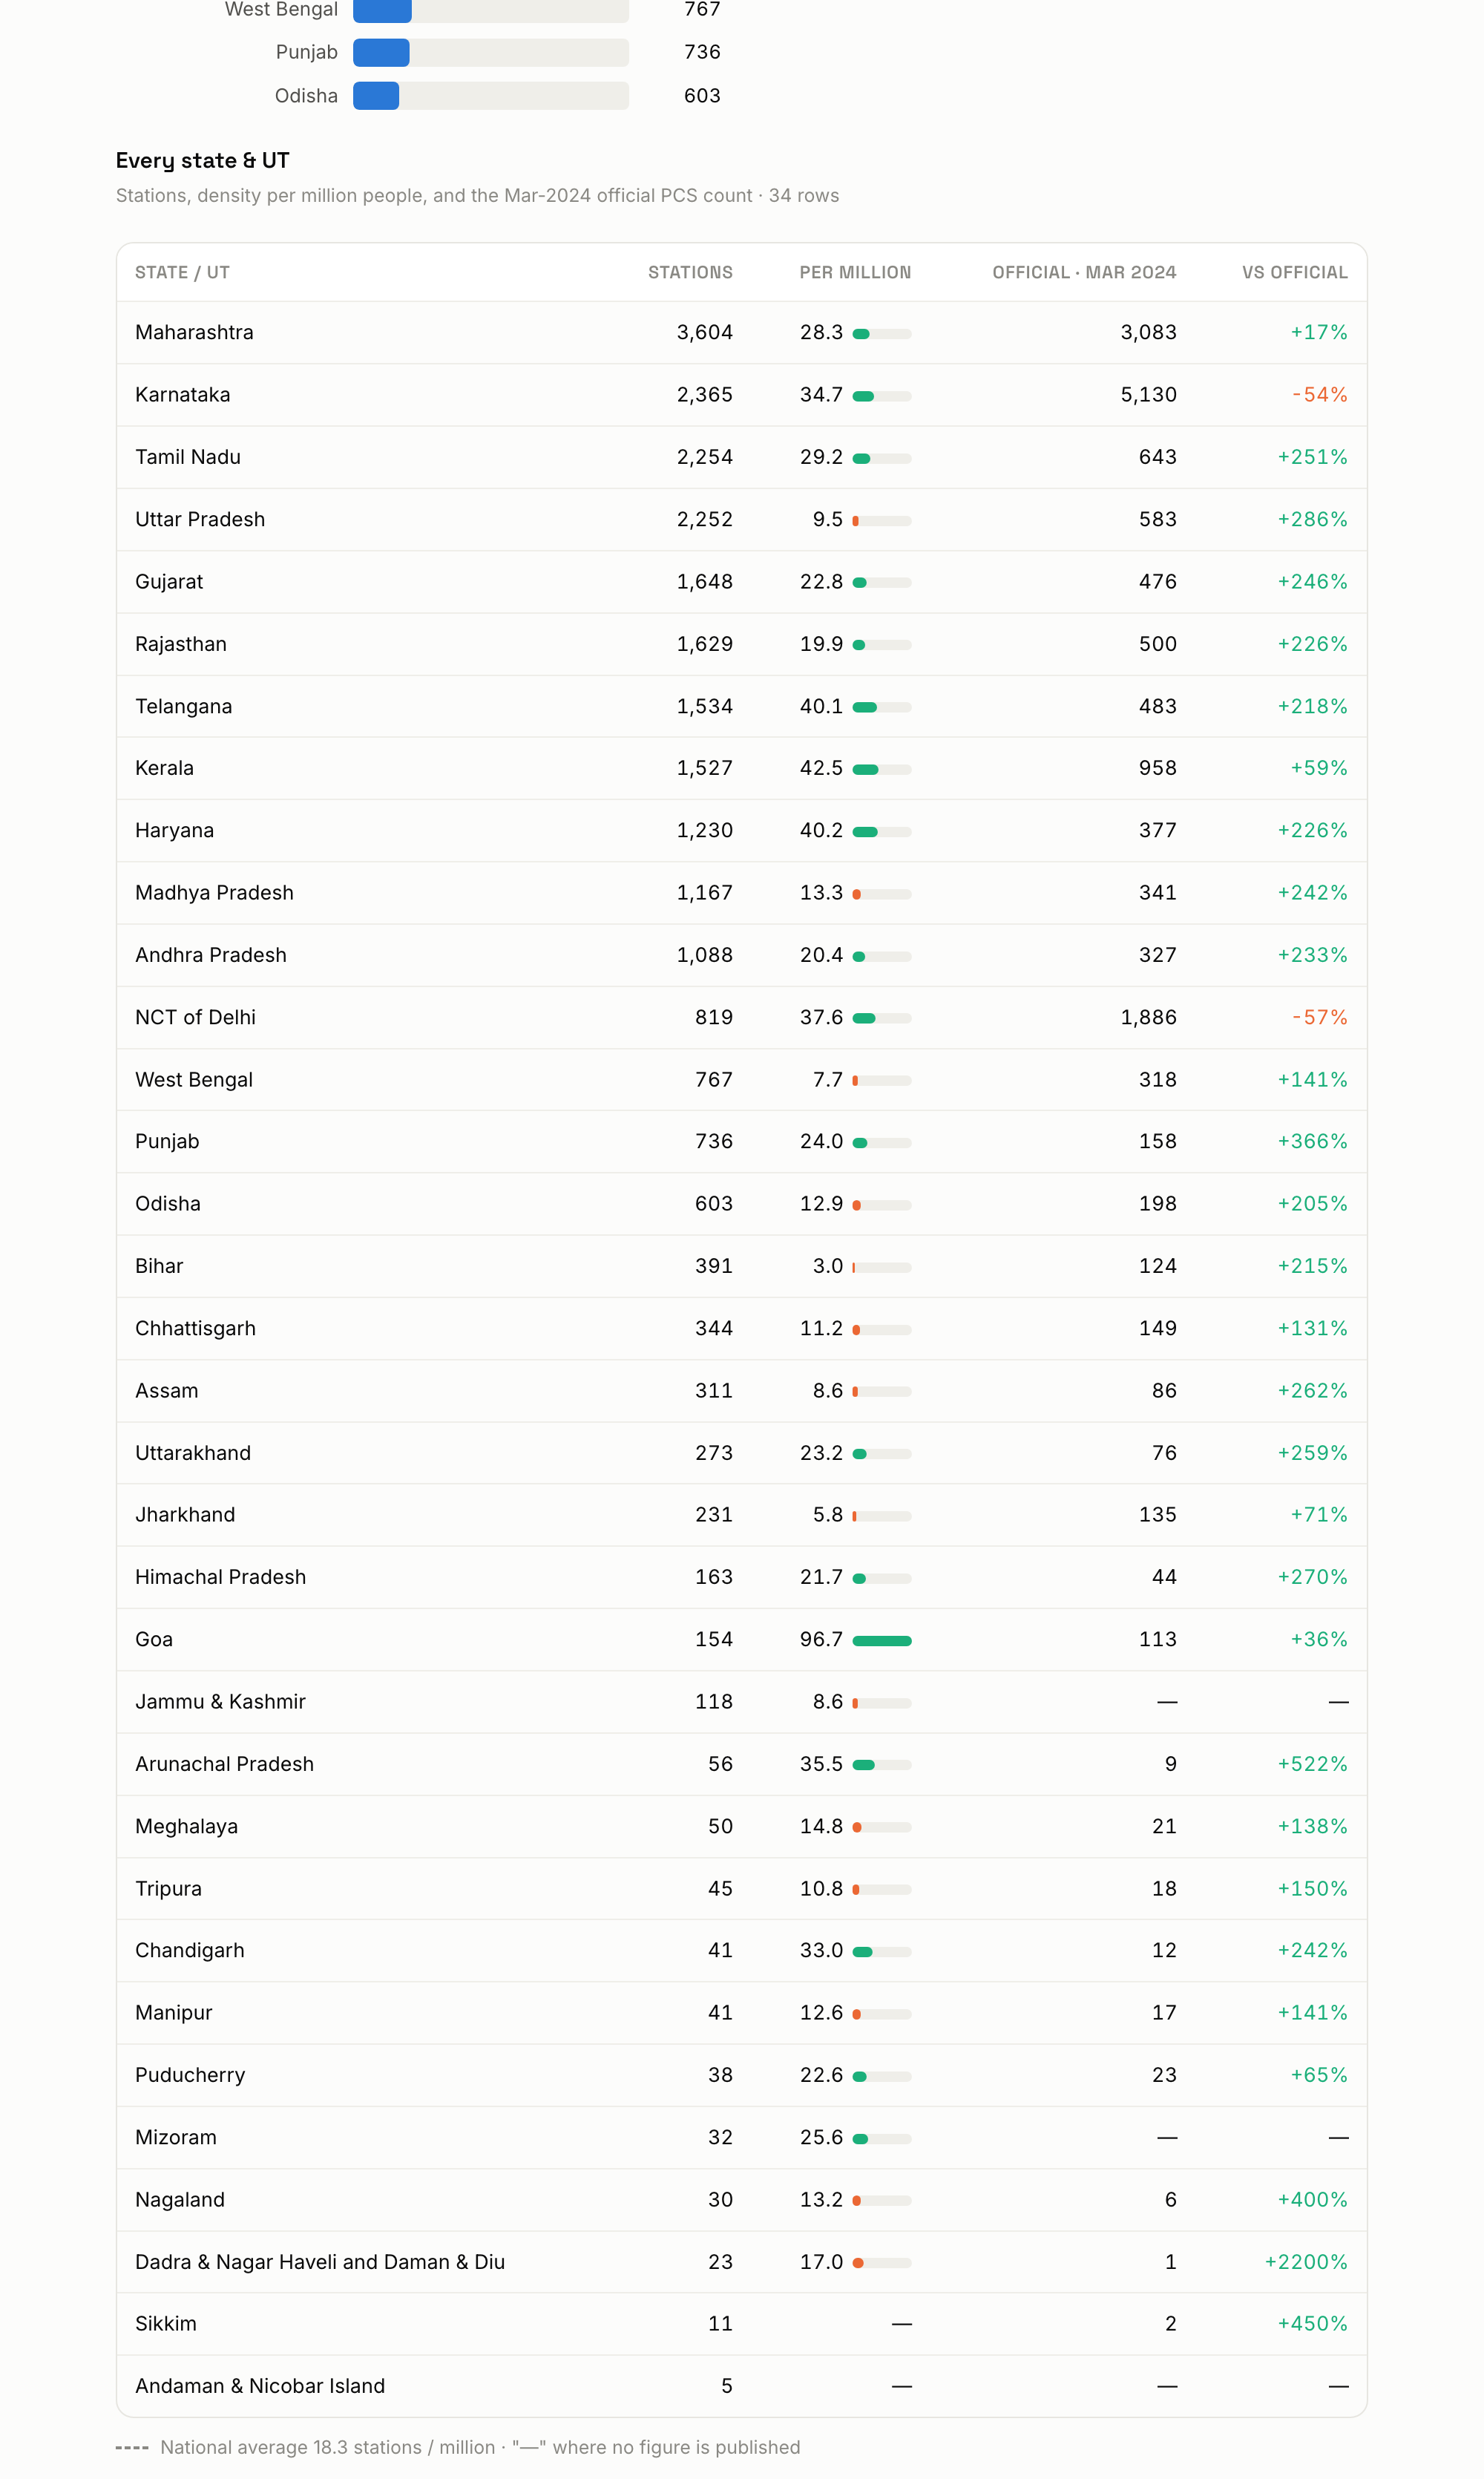 West Bengal 767
Punjab 736
Odisha 603
Every state & UT
Stations, density per million people, and the Mar-2024 official PCS count · 34 rows
STATE / UT STATIONS PER MILLION OFFICIAL · MAR 2024 VS OFFICIAL
Maharashtra 3,604 28.3 3,083 +17%
Karnataka 2,365 34.7 5,130 -54%
Tamil Nadu 2,254 29.2 643 +251%
Uttar Pradesh 2,252 9.5 583 +286%
Gujarat 1,648 22.8 476 +246%
Rajasthan 1,629 19.9 500 +226%
Telangana 1,534 40.1 483 +218%
Kerala 1,527 42.5 958 +59%
Haryana 1,230 40.2 377 +226%
Madhya Pradesh 1,167 13.3 341 +242%
Andhra Pradesh 1,088 20.4 327 +233%
NCT of Delhi 819 37.6 1,886 -57%
West Bengal 767 7.7 318 +141%
Punjab 736 24.0 158 +366%
Odisha 603 12.9 198 +205%
Bihar 391 3.0 124 +215%
Chhattisgarh 344 11.2 149 +131%
Assam 311 8.6 86 +262%
Uttarakhand 273 23.2 76 +259%
Jharkhand 231 5.8 135 +71%
Himachal Pradesh 163 21.7 44 +270%
Goa 154 96.7 113 +36%
Jammu & Kashmir 118 8.6 — —
Arunachal Pradesh 56 35.5 9 +522%
Meghalaya 50 14.8 21 +138%
Tripura 45 10.8 18 +150%
Chandigarh 41 33.0 12 +242%
Manipur 41 12.6 17 +141%
Puducherry 38 22.6 23 +65%
Mizoram 32 25.6 — —
Nagaland 30 13.2 6 +400%
Dadra & Nagar Haveli and Daman & Diu 23 17.0 1 +2200%
Sikkim 11 — 2 +450%
Andaman & Nicobar Island 5 — — —
National average 18.3 stations / million · "—" where no figure is published